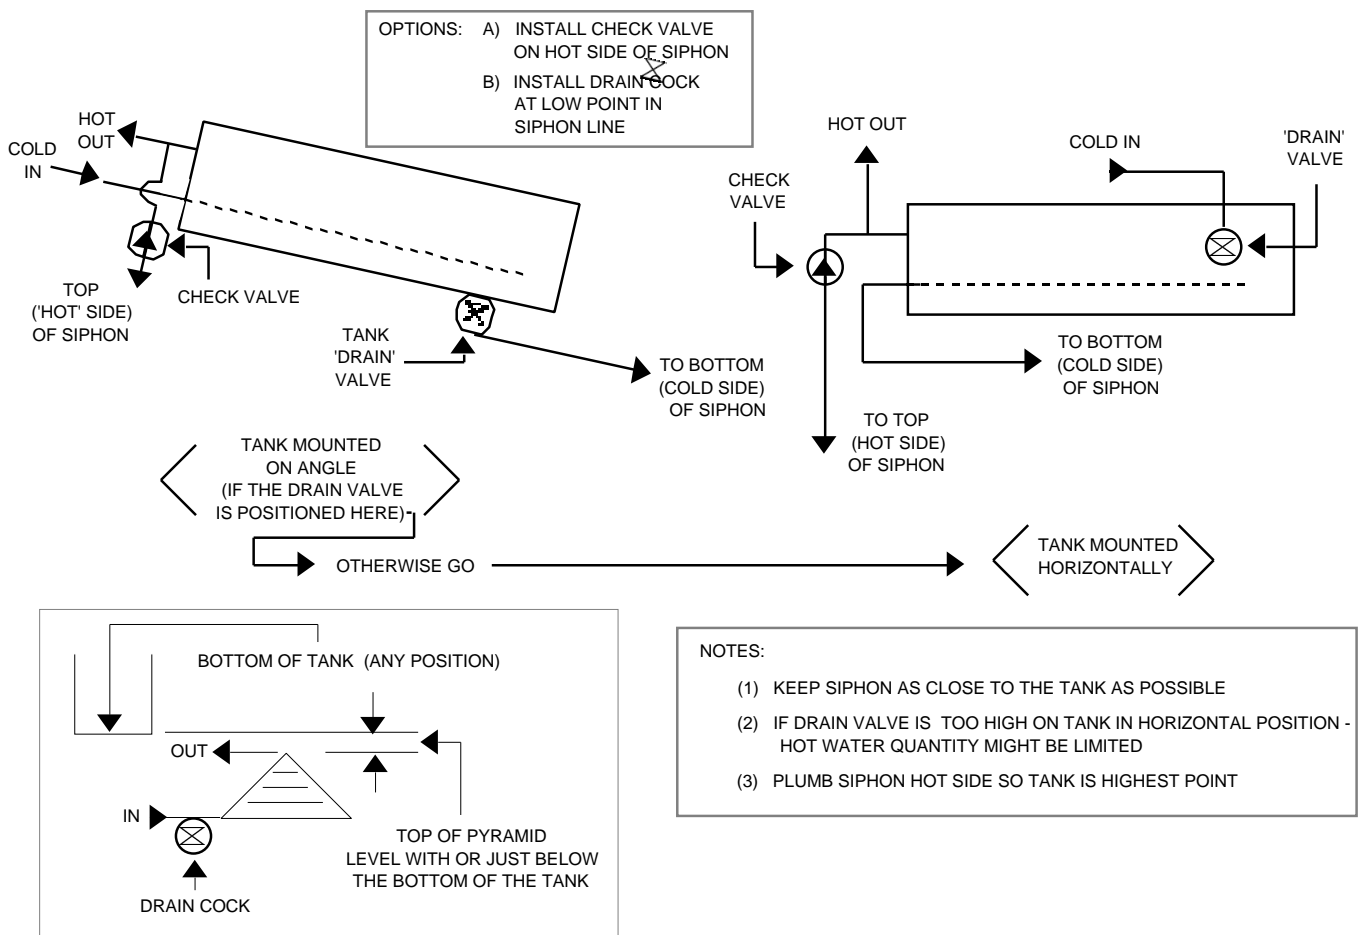 OPTIONS: A) INSTALL CHECK VALVE
ON HOT SIDE OF SIPHON
B) INSTALL DRAIN COCK
AT LOW POINT IN
SIPHON LINE
HOT
OUT
COLD
IN
TOP
('HOT' SIDE)
OF SIPHON
CHECK VALVE
TANK
'DRAIN'
VALVE
TO BOTTOM
(COLD SIDE)
OF SIPHON
HOT OUT
COLD IN
'DRAIN'
VALVE
CHECK
VALVE
TO BOTTOM
(COLD SIDE)
OF SIPHON
TO TOP
(HOT SIDE)
OF SIPHON
TANK MOUNTED
ON ANGLE
(IF THE DRAIN VALVE
IS POSITIONED HERE)
OTHERWISE GO
TANK MOUNTED
HORIZONTALLY
BOTTOM OF TANK (ANY POSITION)
OUT
IN
TOP OF PYRAMID
LEVEL WITH OR JUST BELOW
THE BOTTOM OF THE TANK
DRAIN COCK
NOTES:
(1) KEEP SIPHON AS CLOSE TO THE TANK AS POSSIBLE
(2) IF DRAIN VALVE IS TOO HIGH ON TANK IN HORIZONTAL POSITION -
HOT WATER QUANTITY MIGHT BE LIMITED
(3) PLUMB SIPHON HOT SIDE SO TANK IS HIGHEST POINT